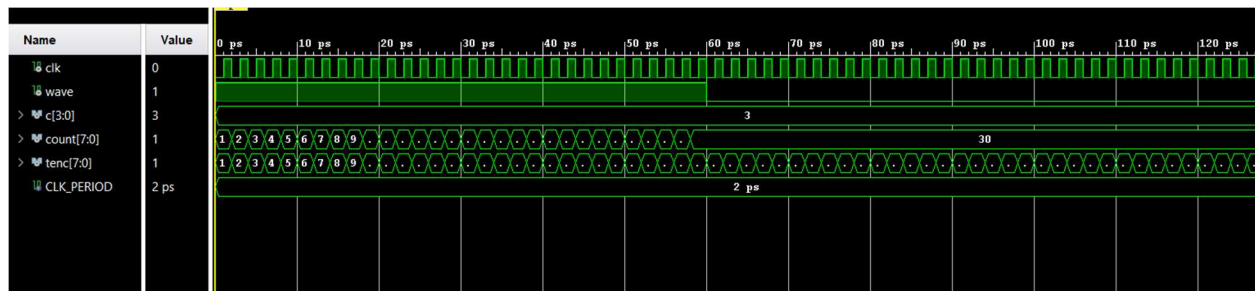 Name Value 0 ps 10 ps 20 ps 30 ps 40 ps 50 ps 60 ps 70 ps 80 ps 90 ps 100 ps 110 ps 120 ps
clk 0
wave 1
c[3:0] 3 3
count[7:0] 1 1 2 3 4 5 6 7 8 9 . . . . . . . . . . . . . . . . . . . . 30
tenc[7:0] 1 1 2 3 4 5 6 7 8 9 . . . . . . . . . . . . . . . . . . . . . . . . . . . . . . . . . . . . . . . . . . . . . . . . . . . . . .
CLK_PERIOD 2 ps 2 ps